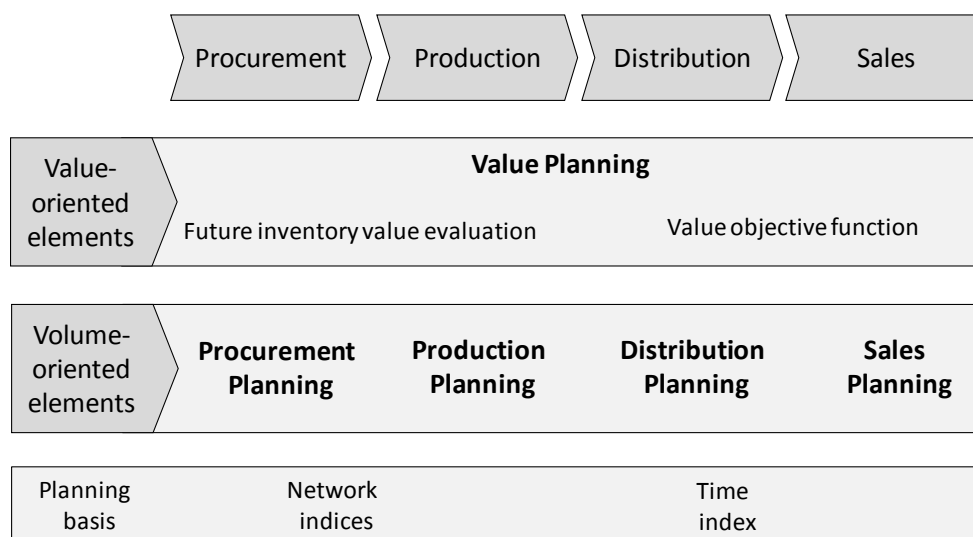 Procurement Production Distribution Sales
Value-
oriented
elements
Value Planning
Future inventory value evaluation
Value objective function
Volume-
oriented
elements
Procurement
Planning
Production
Planning
Distribution
Planning
Sales
Planning
Planning
basis
Network
indices
Time
index